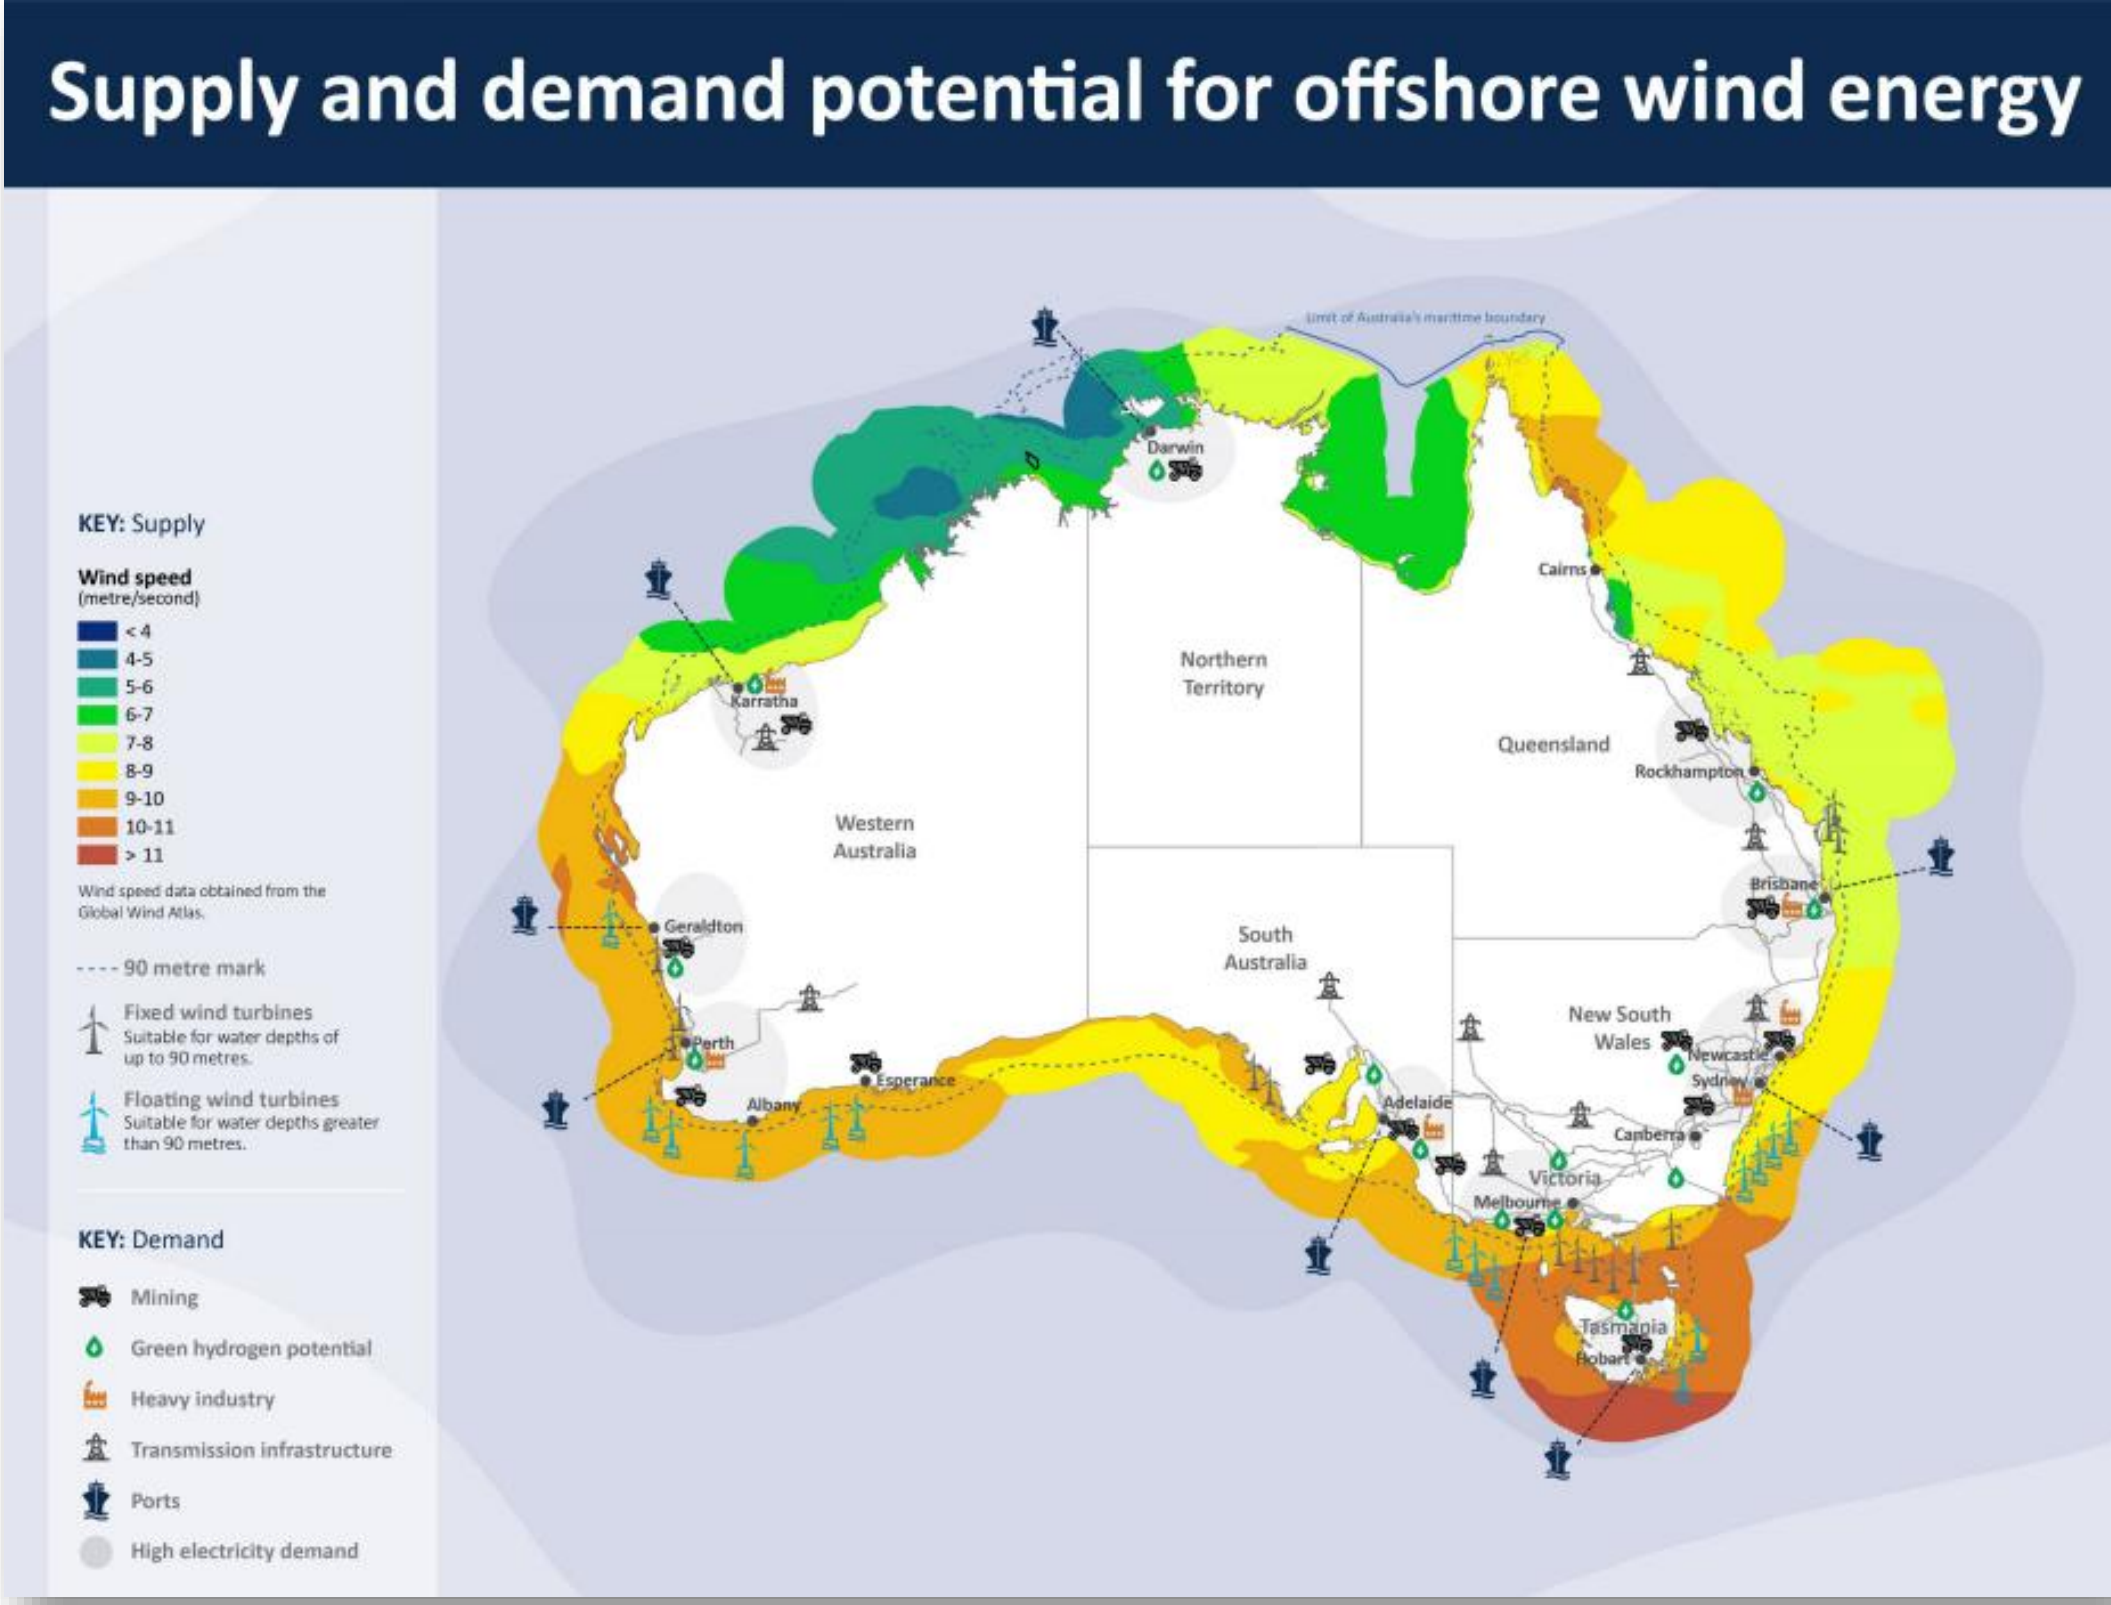 Supply and demand potential for offshore wind energy
KEY: Supply
Wind speed
(metre/second)
< 4
4-5
5-6
6-7
7-8
8-9
9-10
10-11
> 11
Wind speed data obtained from the
Global Wind Atlas.
90 metre mark
Fixed wind turbines
Suitable for water depths of
up to 90 metres.
Floating wind turbines
Suitable for water depths greater
than 90 metres.
KEY: Demand
Mining
Green hydrogen potential
Heavy industry
Transmission infrastructure
Ports
High electricity demand
Limit of Australia's maritime boundary
Darwin
Cairns
Northern
Territory
Karratha
Queensland
Rockhampton
Western
Australia
Brisbane
Geraldton
South
Australia
New South
Wales
Perth
Newcastle
Esperance
Sydney
Albany
Adelaide
Canberra
Victoria
Melbourne
Tasmania
Hobart